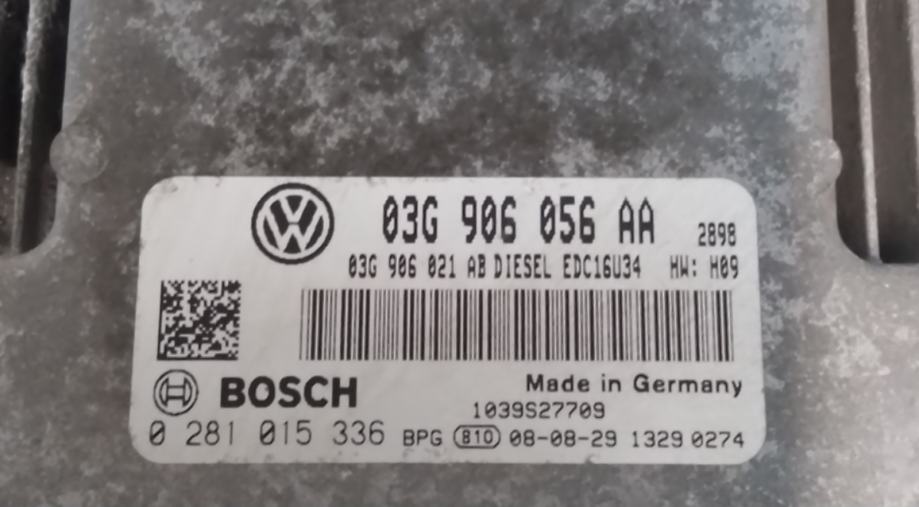 03G 906 056 AA 2898
03G 906 021 AB DIESEL EDC16U34 HW: H09
BOSCH Made in Germany
1039S27709
0 281 015 336 BPG 810 08-08-29 1329 0274